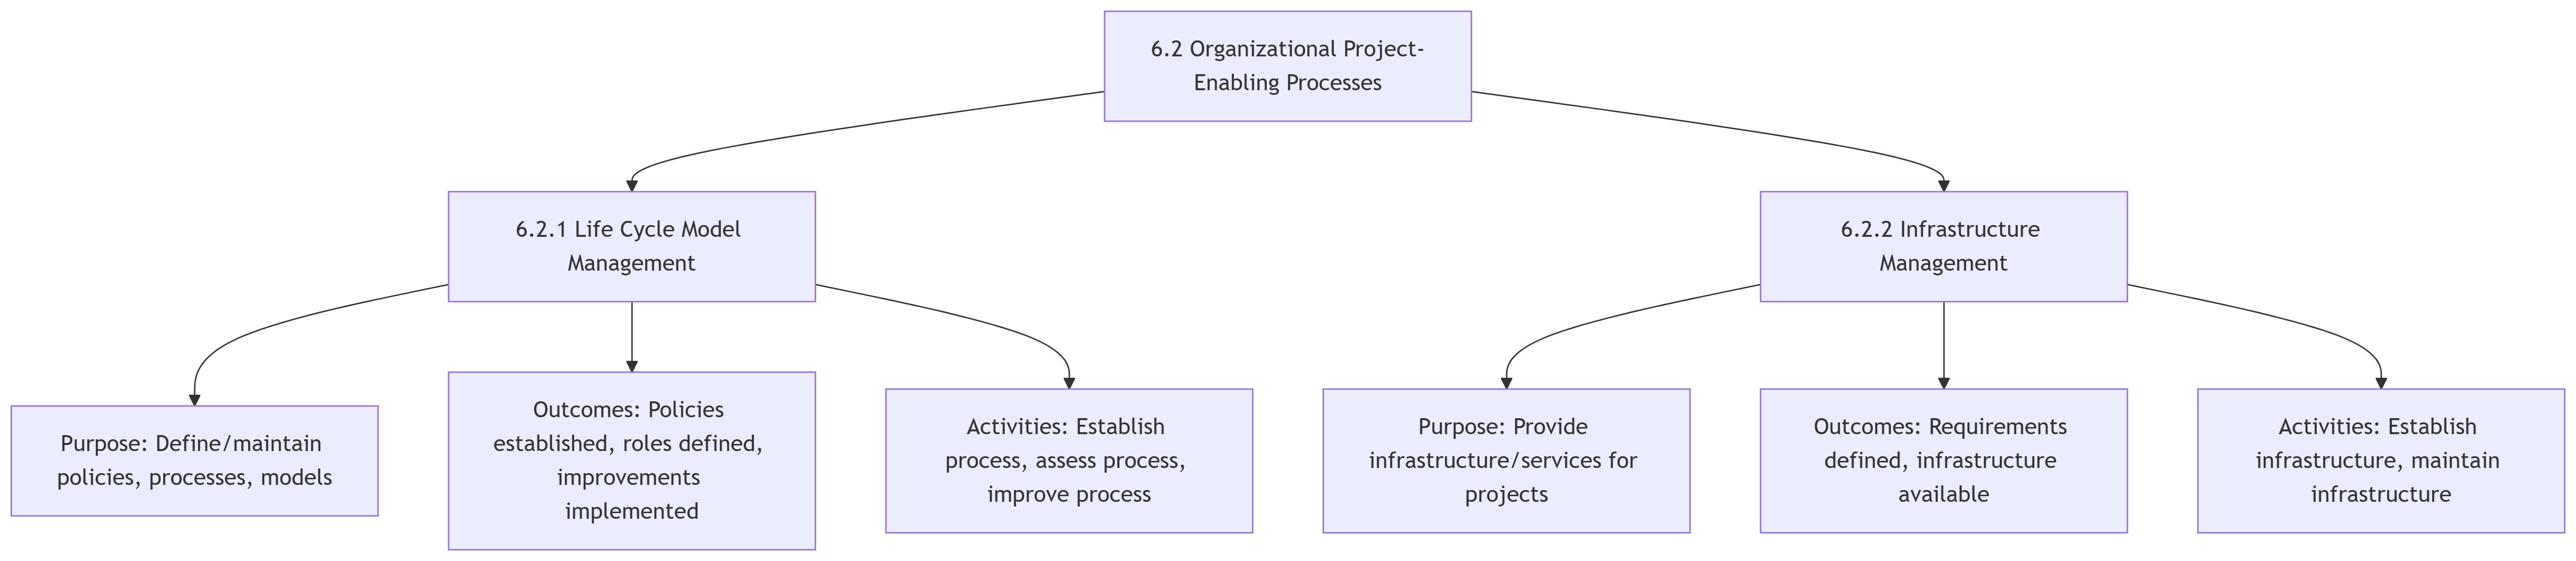 6.2 Organizational Project-
Enabling Processes
6.2.1 Life Cycle Model
Management
6.2.2 Infrastructure
Management
Purpose: Define/maintain
policies, processes, models
Outcomes: Policies
established, roles defined,
improvements
implemented
Activities: Establish
process, assess process,
improve process
Purpose: Provide
infrastructure/services for
projects
Outcomes: Requirements
defined, infrastructure
available
Activities: Establish
infrastructure, maintain
infrastructure